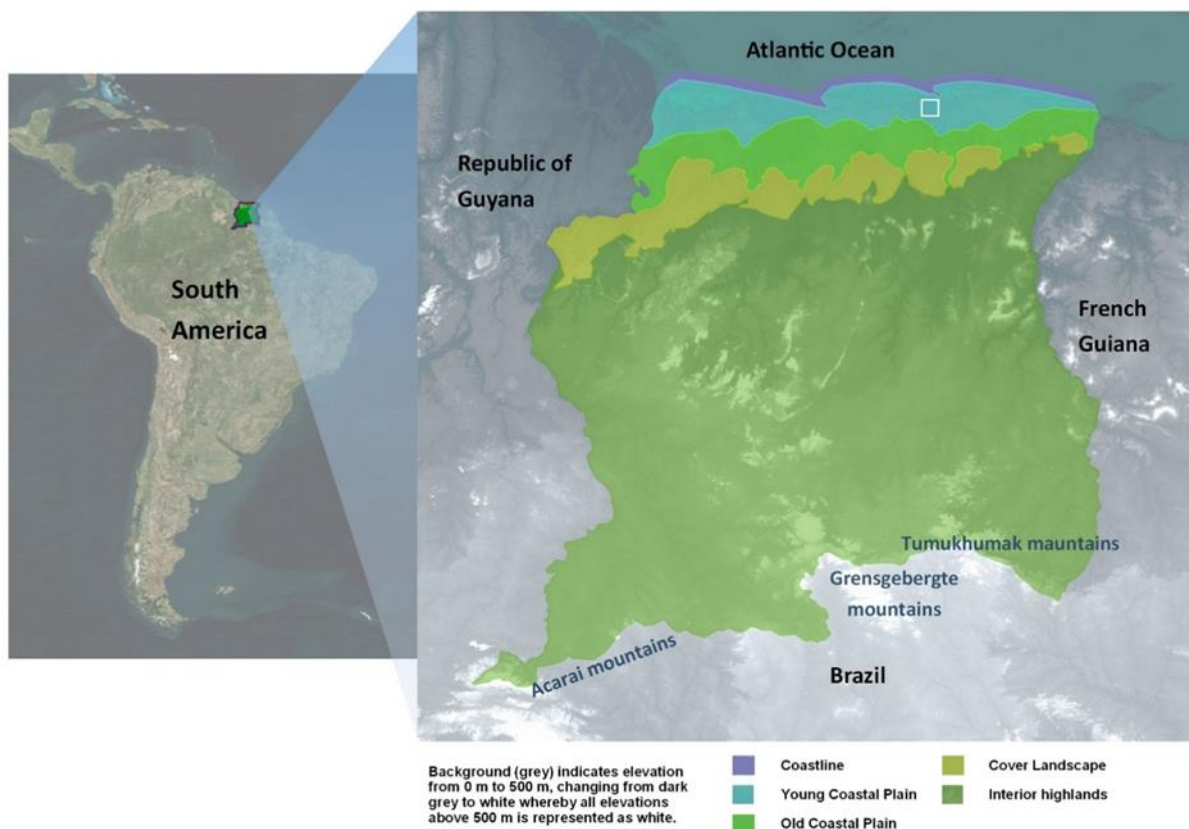 Atlantic Ocean
Republic of
Guyana
South
America
French
Guiana
Tumukhumak mauntains
Grensgebergte
mountains
Acarai mountains
Brazil
Background (grey) indicates elevation
from 0 m to 500 m, changing from dark
grey to white whereby all elevations
above 500 m is represented as white.
Coastline
Young Coastal Plain
Old Coastal Plain
Cover Landscape
Interior highlands